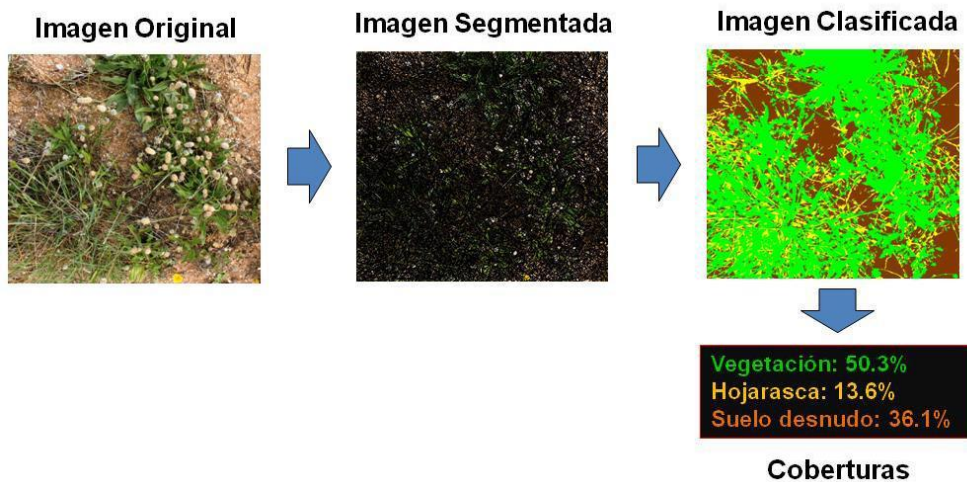 Imagen Original
Imagen Segmentada
Imagen Clasificada
Vegetación: 50.3%
Hojarasca: 13.6%
Suelo desnudo: 36.1%
Coberturas